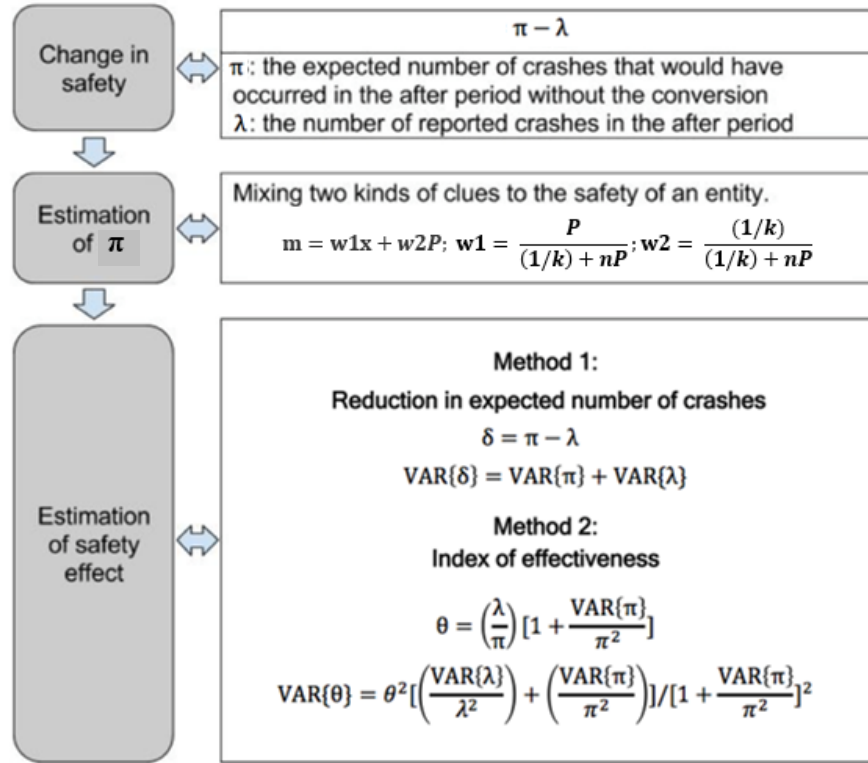 Change in
safety
π − λ
π : the expected number of crashes that would have
occurred in the after period without the conversion
λ: the number of reported crashes in the after period
Estimation
of π
Mixing two kinds of clues to the safety of an entity.
m = w1x + w2P; w1 = P / ((1/k) + nP) ; w2 = (1/k) / ((1/k) + nP)
Estimation
of safety
effect
Method 1:
Reduction in expected number of crashes
δ = π − λ
VAR{δ} = VAR{π} + VAR{λ}
Method 2:
Index of effectiveness
θ = (λ/π) [1 + VAR{π}/π²]
VAR{θ} = θ²[(VAR{λ}/λ²) + (VAR{π}/π²)]/[1 + VAR{π}/π²]²